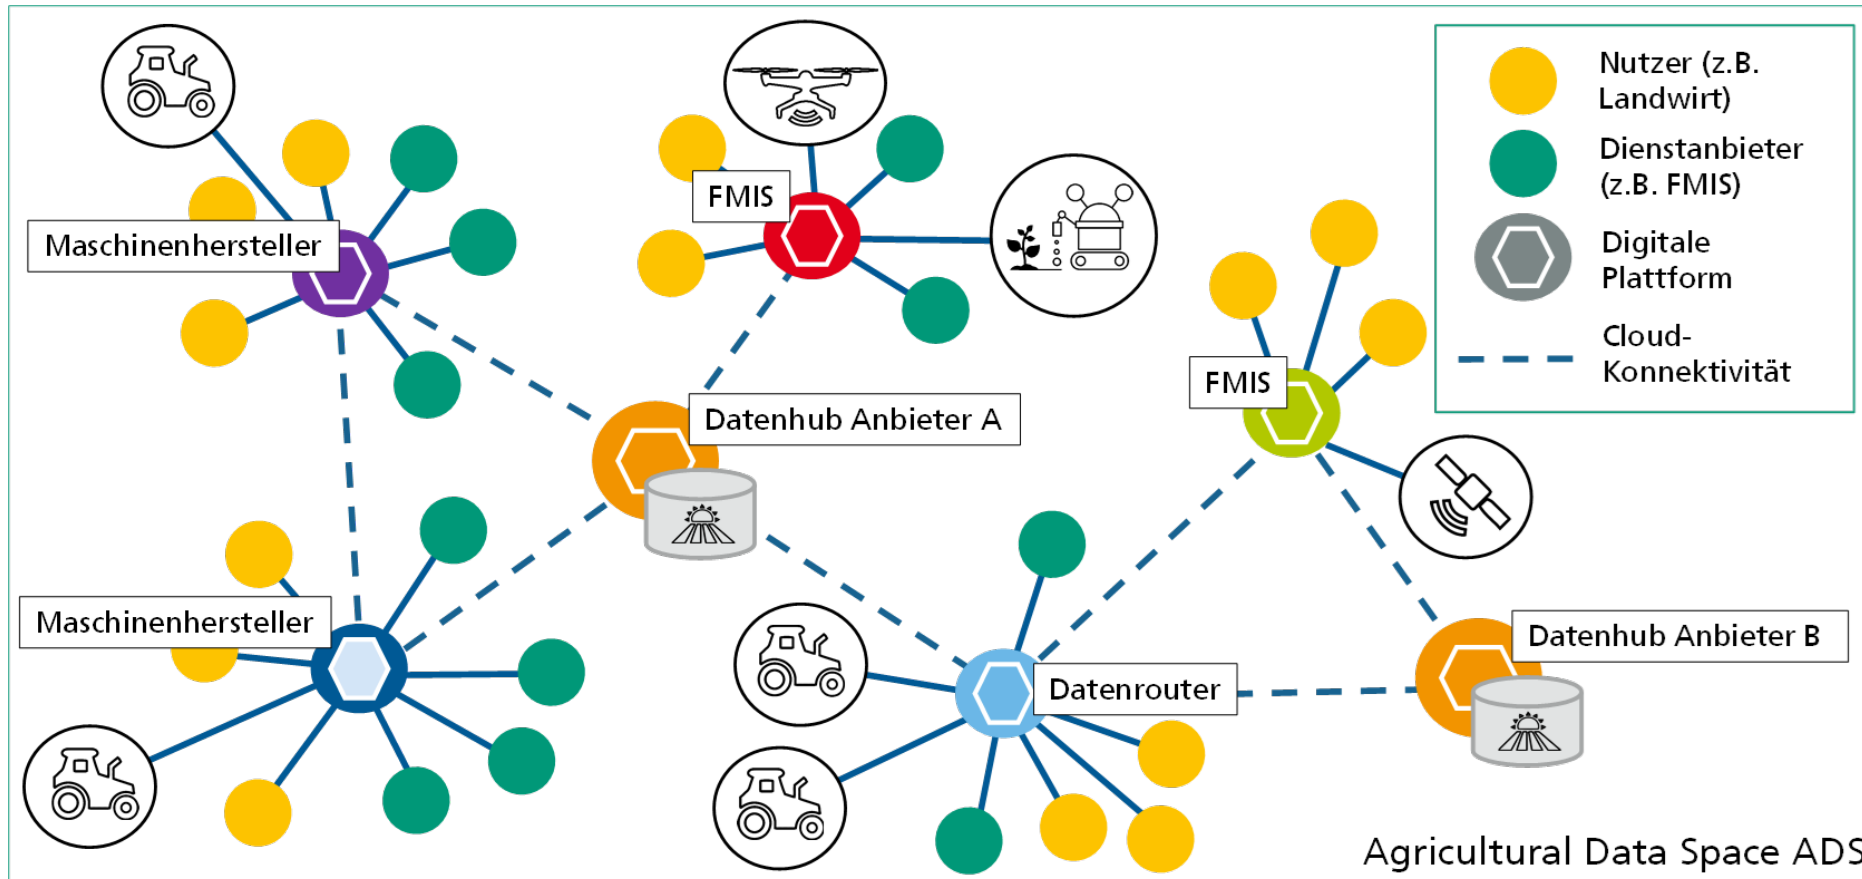 Nutzer (z.B.
Landwirt)
Dienstanbieter
(z.B. FMIS)
Digitale
Plattform
Cloud-
Konnektivität
FMIS
Maschinenhersteller
FMIS
Datenhub Anbieter A
Maschinenhersteller
Datenhub Anbieter B
Datenrouter
Agricultural Data Space ADS